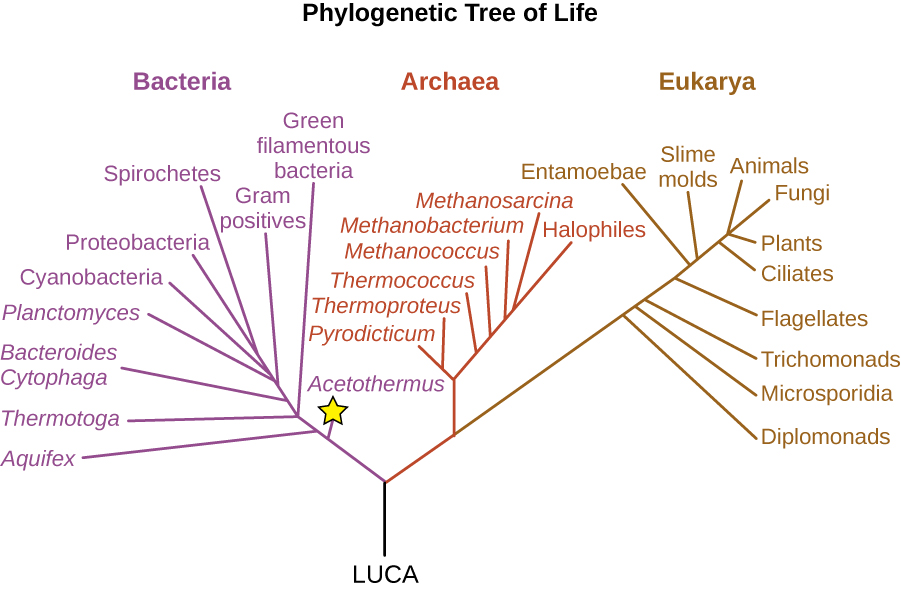 Phylogenetic Tree of Life
Bacteria
Archaea
Eukarya
Green
filamentous
bacteria
Spirochetes
Gram
positives
Proteobacteria
Cyanobacteria
Planctomyces
Bacteroides
Cytophaga
Thermotoga
Aquifex
Acetothermus
Methanosarcina
Methanobacterium
Halophiles
Methanococcus
Thermococcus
Thermoproteus
Pyrodicticum
Entamoebae
Slime
molds
Animals
Fungi
Plants
Ciliates
Flagellates
Trichomonads
Microsporidia
Diplomonads
LUCA